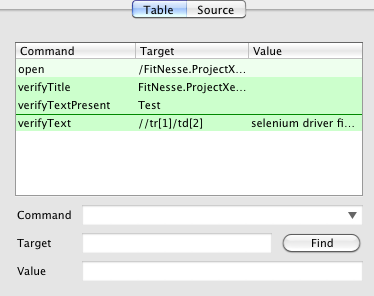 Table Source
Command Target Value
open /FitNesse.ProjectX...
verifyTitle FitNesse.ProjectXe...
verifyTextPresent Test
verifyText //tr[1]/td[2] selenium driver fi...
Command
Target Find
Value